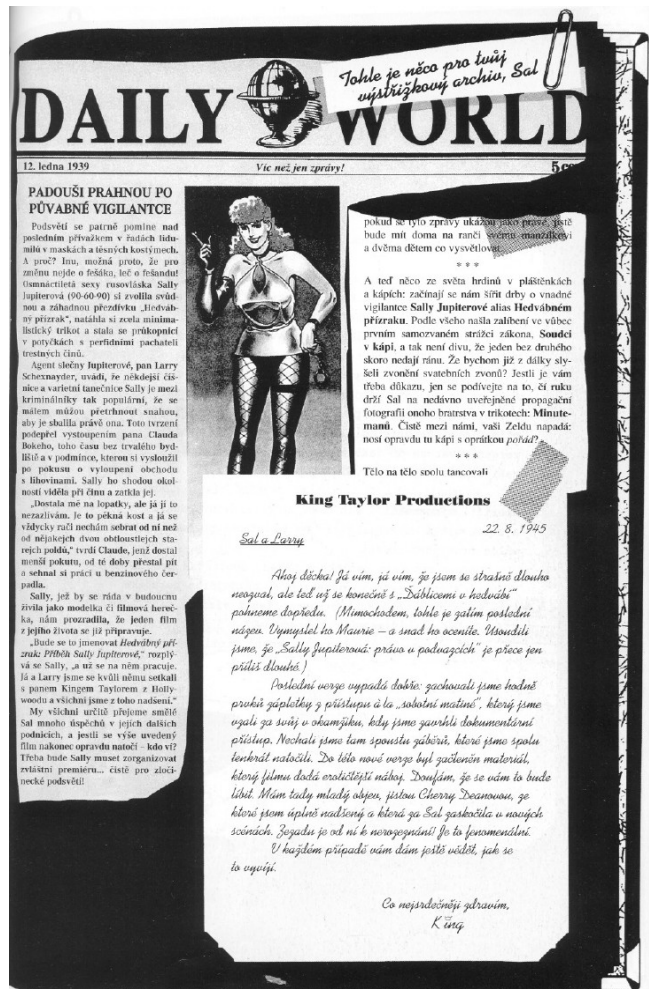 Tohle je něco pro tvůj
výstřižkový archiv, Sal
DAILY WORLD
12. ledna 1939
Víc než jen zprávy!
5
PADOUŠI PRAHNOU PO
PŮVABNÉ VIGILANTCE
Podsvětí se patrně pomine nad
posledním přívažkem v řadách lidu-
milů v maskách a těsných kostýmech.
A proč? Inu, možná proto, že pro
změnu nejde o fešáka, leč o fešandu!
Osmnáctiletá sexy rusovláska Sally
Jupiterová (90-60-90) si zvolila svůd-
nou a záhadnou přezdívku „Hedváb-
ný přízrak", natáhla si zcela minima-
listický trikot a stala se průkopnicí
v potyčkách s perfidními pachateli
trestných činů.
Agent slečny Jupiterové, pan Larry
Schexnayder, uvádí, že někdejší číš-
nice a varietní tanečnice Sally je mezi
kriminálníky tak populární, že se
málem můžou přetrhnout snahou,
aby je sbalila právě ona. Toto tvrzení
podepřel vystoupením pana Clauda
Bokeho, toho času bez trvalého byd-
liště a v podmínce, kterou si vysloužil
po pokusu o vyloupení obchodu
s lihovinami. Sally ho shodou okol-
ností viděla při činu a zatkla jej.
„Dostala mě na lopatky, ale já jí to
nezazlívám. Je to pěkná kost a já se
vždycky radši nechám sebrat od ní než
od nějakejch dvou obtloustlejch sta-
rejch poldů," tvrdí Claude, jenž dostal
menší pokutu, od té doby přestal pít
a sehnal si práci u benzinového čer-
padla.
Sally, jež by se ráda v budoucnu
živila jako modelka či filmová hereč-
ka, nám prozradila, že jeden film
z jejího života se již připravuje.
„Bude se to jmenovat Hedvábný pří-
zrak: Příběh Sally Jupiterové," rozplý-
vá se Sally, „a už se na něm pracuje.
Já a Larry jsme se kvůli němu setkali
s panem Kingem Taylorem z Holly-
woodu a všichni jsme z toho nadšení."
My všichni určitě přejeme smělé
Sal mnoho úspěchů v jejích dalších
podnicích, a jestli se výše uvedený
film nakonec opravdu natočí – kdo ví?
Třeba bude Sally muset zorganizovat
zvláštní premiéru... čistě pro zločí-
necké podsvětí!
pokud se tyto zprávy ukážou jako pravé, jistě
bude mít doma na ranči svému manžílkovi
a dvěma dětem co vysvětlovat.
* * *
A teď něco ze světa hrdinů v pláštěnkách
a kápích: začínají se nám šířit drby o vnadné
vigilantce Sally Jupiterové alias Hedvábném
přízraku. Podle všeho našla zalíbení ve vůbec
prvním samozvaném strážci zákona, Soudci
v kápi, a tak není divu, že jeden bez druhého
skoro nedají ránu. Že bychom již z dálky sly-
šeli zvonění svatebních zvonů? Jestli je vám
třeba důkazu, jen se podívejte na to, čí ruku
drží Sal na nedávno uveřejněné propagační
fotografii onoho bratrstva v trikotech: Minute-
manů. Čistě mezi námi, vaši Zeldu napadá:
nosí opravdu tu kápi s oprátkou pořád?
* * *
Tělo na tělo spolu tancovali
King Taylor Productions
22. 8. 1945
Sal a Larry
Ahoj děcka! Já vím, já vím, že jsem se strašně dlouho
neozval, ale teď už se konečně s „Ďáblicemi v hedvábí"
pohneme dopředu. (Mimochodem, tohle je zatím poslední
název. Vymyslel ho Maurie – a snad ho oceníte. Usoudili
jsme, že „Sally Jupiterová: právo v podvazcích" je přece jen
příliš dlouhé.)
Poslední verze vypadá dobře: zachovali jsme hodně
prvků zápletky z přístupu à la „sobotní matiné", který jsme
vzali za svůj v okamžiku, kdy jsme zavrhli dokumentární
přístup. Nechali jsme tam spoustu záběrů, které jsme spolu
tenkrát natočili. Do této nové verze byl začleněn materiál,
který filmu dodá erotičtější náboj. Doufám, že se vám to bude
líbit. Mám tady mladý objev, jistou Cherry Deanovou, ze
které jsem úplně nadšený a která za Sal zaskočila v nových
scénách. Zezadu je od ní k nerozeznání! Je to fenomenální.
V každém případě vám dám ještě vědět, jak se
to vyvíjí.
Co nejsrdečněji zdravím,
King